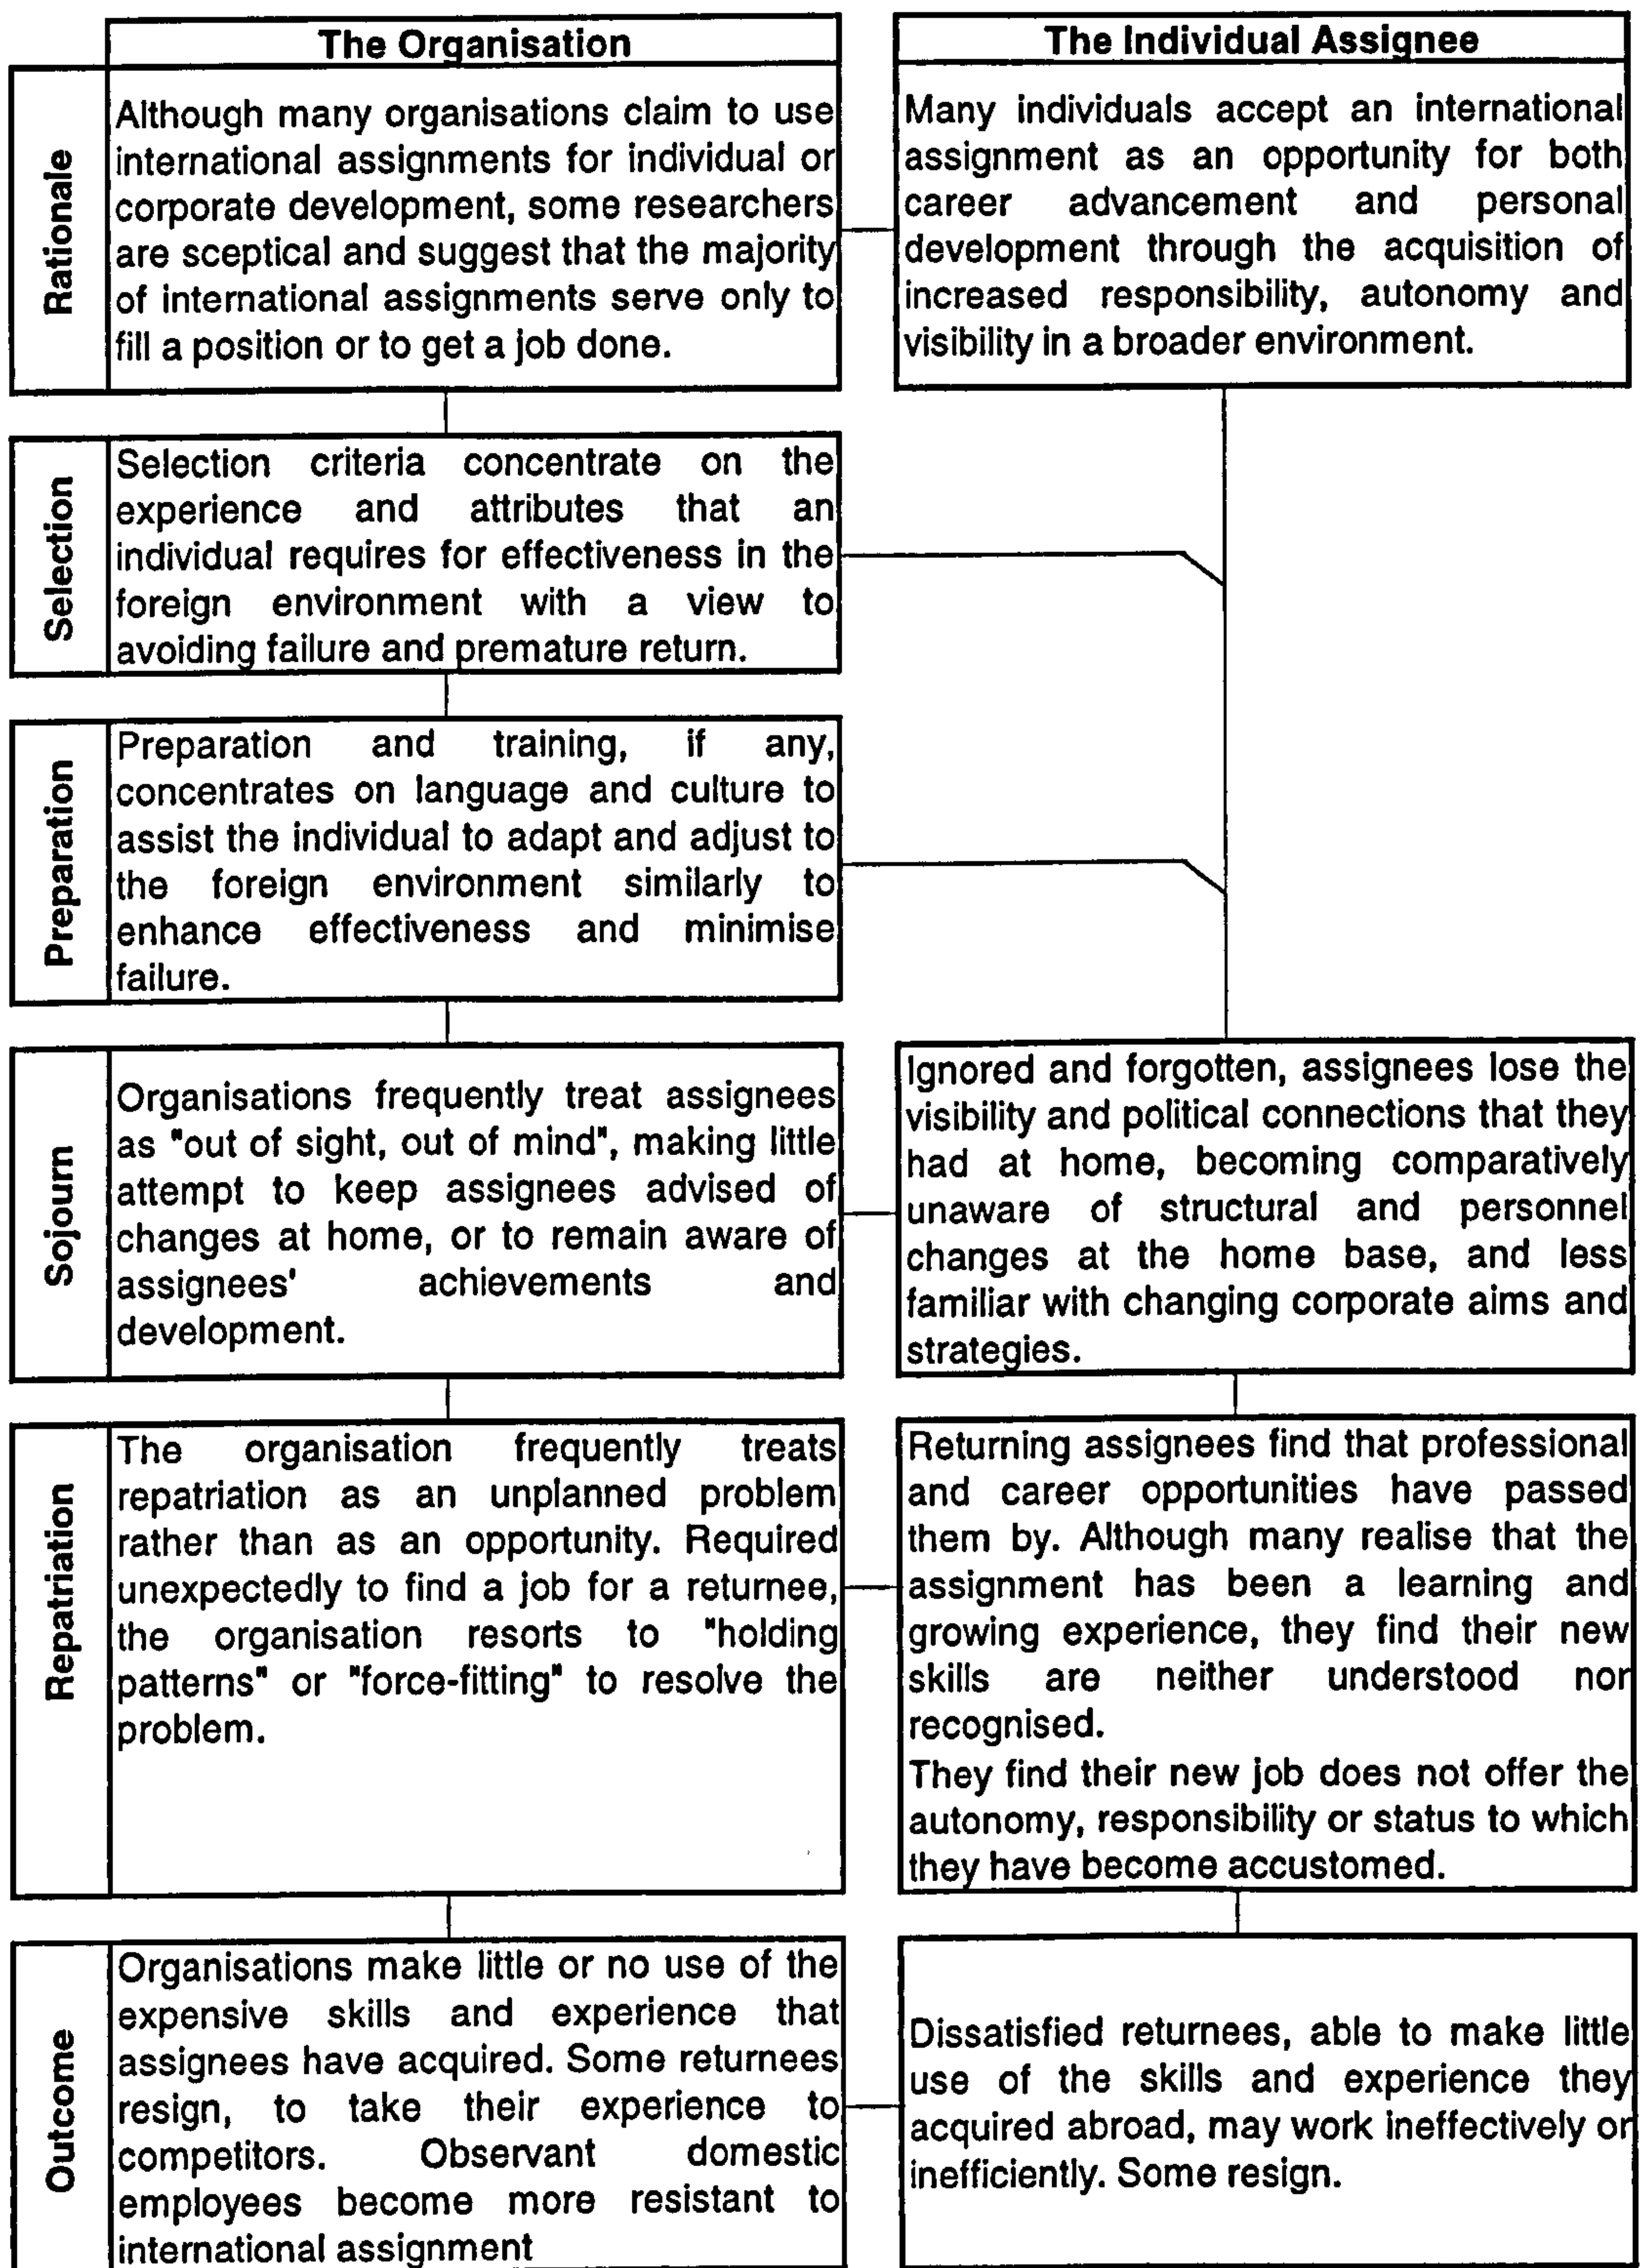 The Organisation
The Individual Assignee
Rationale
Although many organisations claim to use
international assignments for individual or
corporate development, some researchers
are sceptical and suggest that the majority
of international assignments serve only to
fill a position or to get a job done.
Many individuals accept an international
assignment as an opportunity for both
career advancement and personal
development through the acquisition of
increased responsibility, autonomy and
visibility in a broader environment.
Selection
Selection criteria concentrate on the
experience and attributes that an
individual requires for effectiveness in the
foreign environment with a view to
avoiding failure and premature return.
Preparation
Preparation and training, if any,
concentrates on language and culture to
assist the individual to adapt and adjust to
the foreign environment similarly to
enhance effectiveness and minimise
failure.
Sojourn
Organisations frequently treat assignees
as "out of sight, out of mind", making little
attempt to keep assignees advised of
changes at home, or to remain aware of
assignees' achievements and
development.
Ignored and forgotten, assignees lose the
visibility and political connections that they
had at home, becoming comparatively
unaware of structural and personnel
changes at the home base, and less
familiar with changing corporate aims and
strategies.
Repatriation
The organisation frequently treats
repatriation as an unplanned problem
rather than as an opportunity. Required
unexpectedly to find a job for a returnee,
the organisation resorts to "holding
patterns" or "force-fitting" to resolve the
problem.
Returning assignees find that professional
and career opportunities have passed
them by. Although many realise that the
assignment has been a learning and
growing experience, they find their new
skills are neither understood nor
recognised.
They find their new job does not offer the
autonomy, responsibility or status to which
they have become accustomed.
Outcome
Organisations make little or no use of the
expensive skills and experience that
assignees have acquired. Some returnees
resign, to take their experience to
competitors. Observant domestic
employees become more resistant to
international assignment
Dissatisfied returnees, able to make little
use of the skills and experience they
acquired abroad, may work ineffectively or
inefficiently. Some resign.